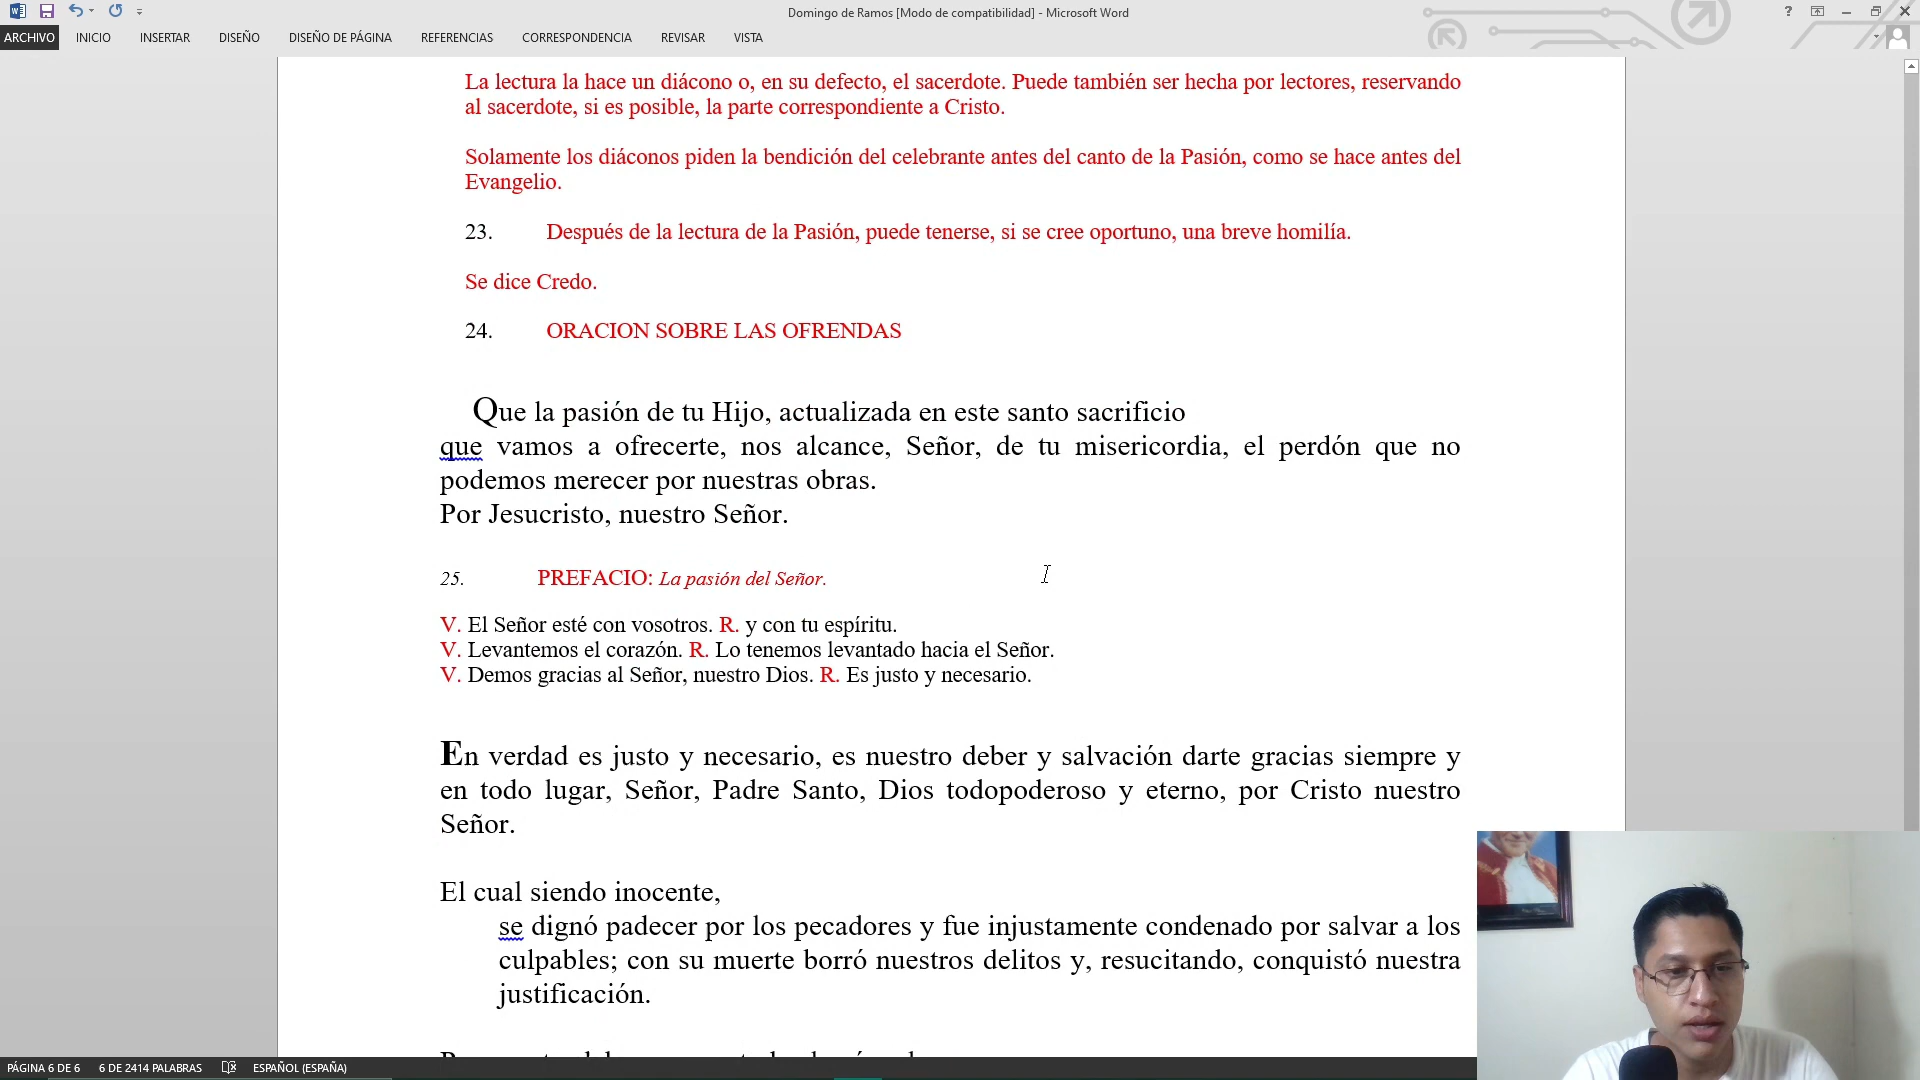 Domingo de Ramos [Modo de compatibilidad] - Microsoft Word
ARCHIVO INICIO INSERTAR DISEÑO DISEÑO DE PÁGINA REFERENCIAS CORRESPONDENCIA REVISAR VISTA
La lectura la hace un diácono o, en su defecto, el sacerdote. Puede también ser hecha por lectores, reservando
al sacerdote, si es posible, la parte correspondiente a Cristo.
Solamente los diáconos piden la bendición del celebrante antes del canto de la Pasión, como se hace antes del
Evangelio.
23. Después de la lectura de la Pasión, puede tenerse, si se cree oportuno, una breve homilía.
Se dice Credo.
24. ORACION SOBRE LAS OFRENDAS
Que la pasión de tu Hijo, actualizada en este santo sacrificio
que vamos a ofrecerte, nos alcance, Señor, de tu misericordia, el perdón que no
podemos merecer por nuestras obras.
Por Jesucristo, nuestro Señor.
25. PREFACIO: La pasión del Señor.
V. El Señor esté con vosotros. R. y con tu espíritu.
V. Levantemos el corazón. R. Lo tenemos levantado hacia el Señor.
V. Demos gracias al Señor, nuestro Dios. R. Es justo y necesario.
En verdad es justo y necesario, es nuestro deber y salvación darte gracias siempre y
en todo lugar, Señor, Padre Santo, Dios todopoderoso y eterno, por Cristo nuestro
Señor.
El cual siendo inocente,
se dignó padecer por los pecadores y fue injustamente condenado por salvar a los
culpables; con su muerte borró nuestros delitos y, resucitando, conquistó nuestra
justificación.
PÁGINA 6 DE 6 6 DE 2414 PALABRAS ESPAÑOL (ESPAÑA)